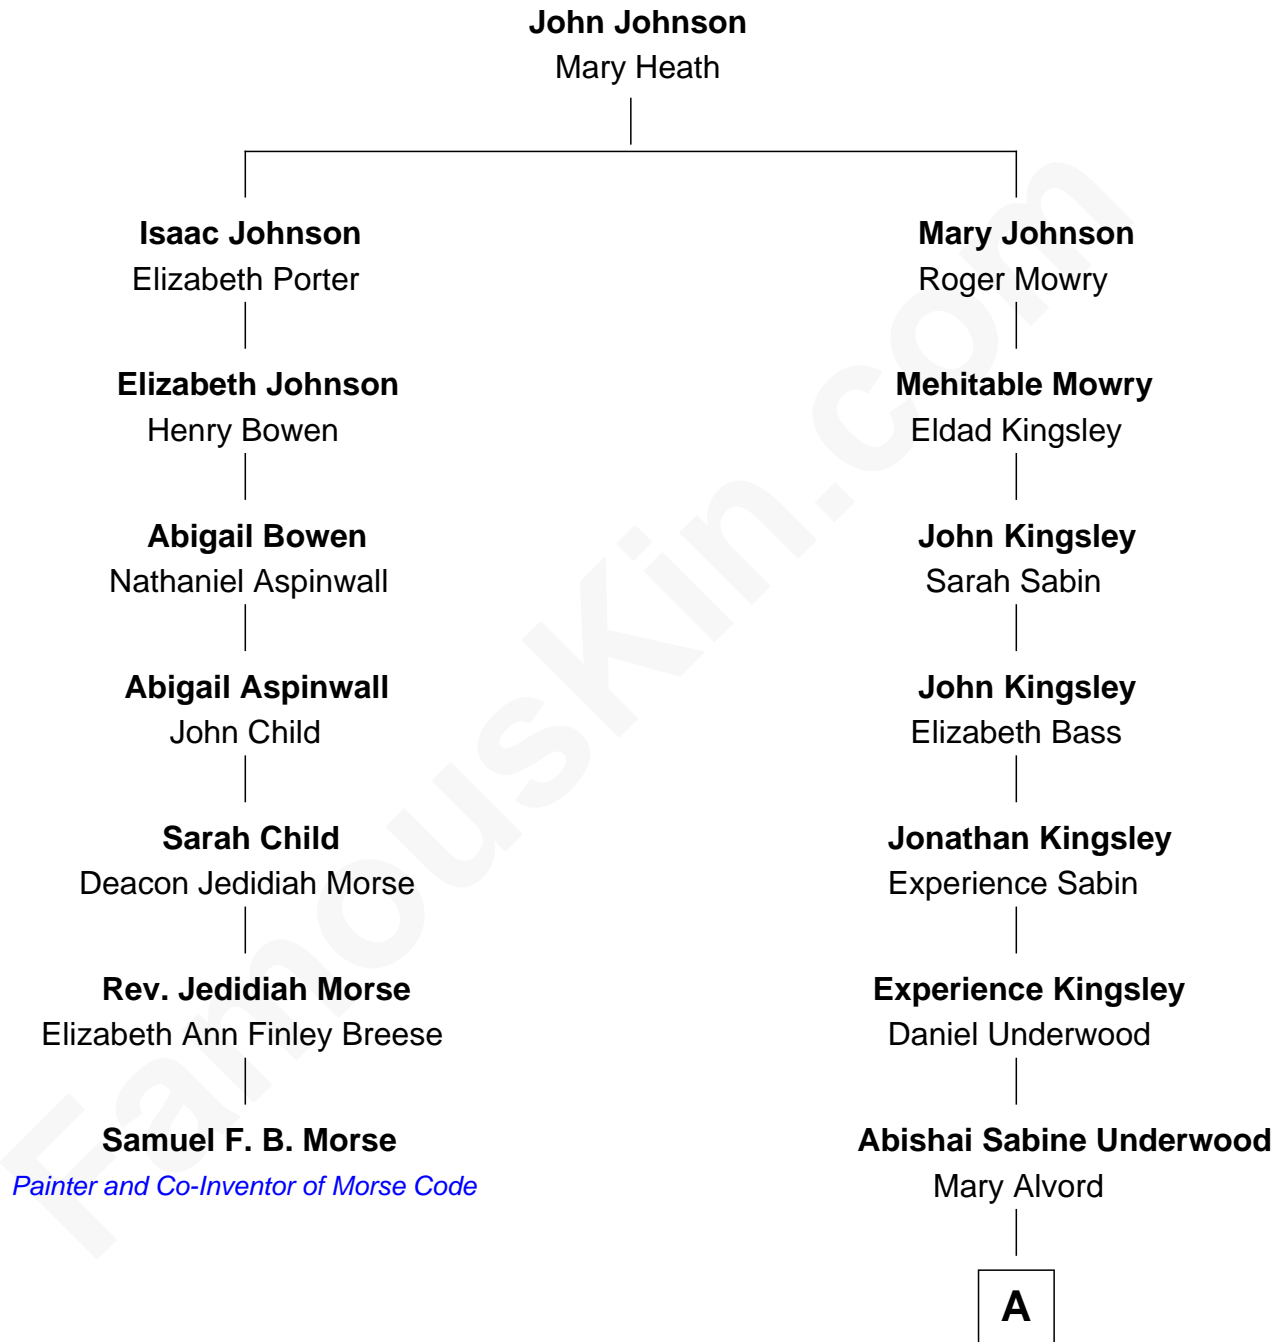 John Johnson
Mary Heath
Isaac Johnson
Elizabeth Porter
Mary Johnson
Roger Mowry
Elizabeth Johnson
Henry Bowen
Mehitable Mowry
Eldad Kingsley
Abigail Bowen
Nathaniel Aspinwall
John Kingsley
Sarah Sabin
Abigail Aspinwall
John Child
John Kingsley
Elizabeth Bass
Sarah Child
Deacon Jedidiah Morse
Jonathan Kingsley
Experience Sabin
Rev. Jedidiah Morse
Elizabeth Ann Finley Breese
Experience Kingsley
Daniel Underwood
Samuel F. B. Morse
Painter and Co-Inventor of Morse Code
Abishai Sabine Underwood
Mary Alvord
A
FamousKin.com